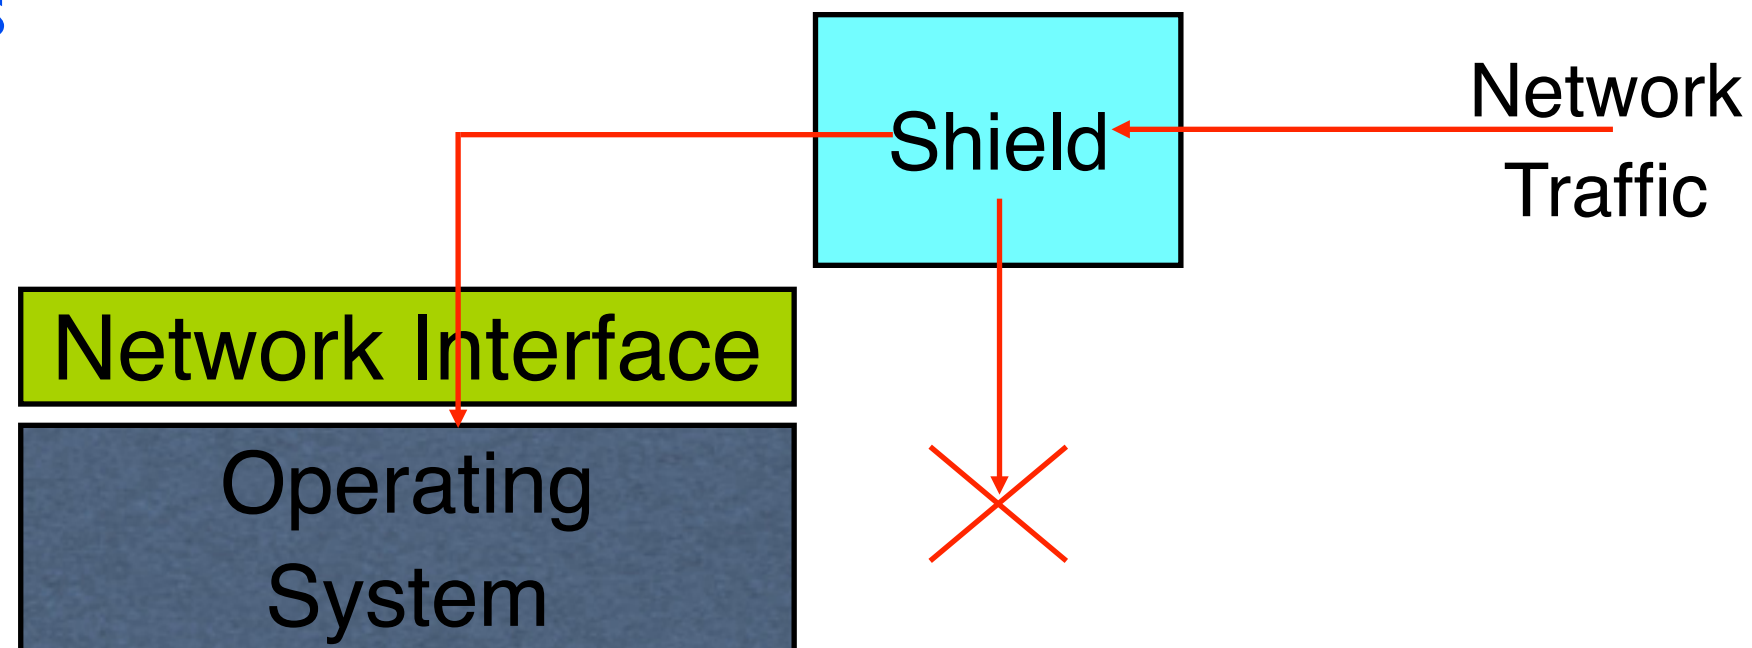 s
Network
Shield
Traffic
Network Interface
Operating
System